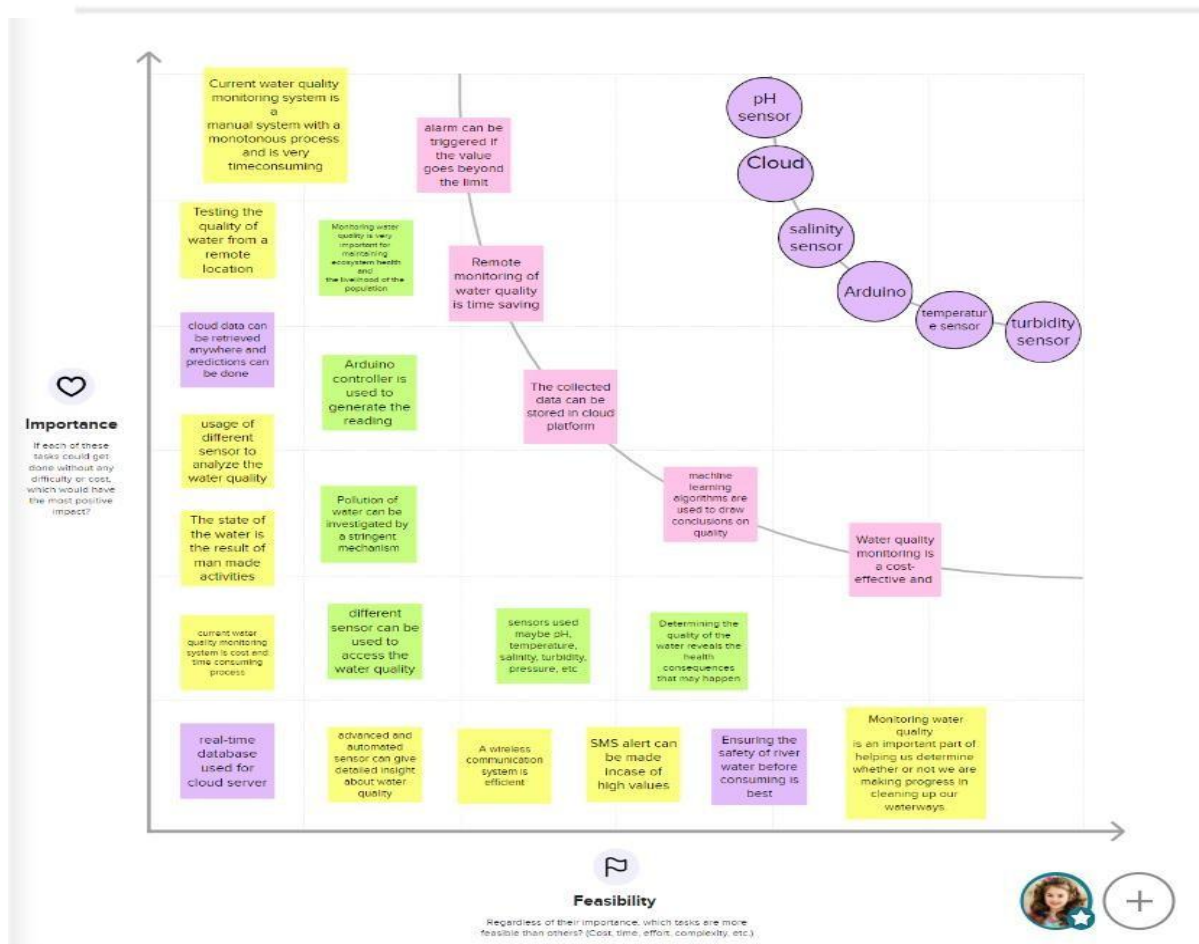 Current water quality
monitoring system is
a
manual system with a
monotonous process
and is very
timeconsuming
alarm can be
triggered if
the value
goes beyond
the limit
pH
sensor
Cloud
salinity
sensor
Arduino
temperatur
e sensor
turbidity
sensor
Testing the
quality of
water from a
remote
location
Monitoring water
quality is very
important for
maintaining
ecosystem health
and
the livelihood of the
population
Remote
monitoring of
water quality
is time saving
cloud data can
be retrieved
anywhere and
predictions can
be done
Arduino
controller is
used to
generate the
reading
The collected
data can be
stored in cloud
platform
Importance
If each of these
tasks could get
done without any
difficulty or cost,
which would have
the most positive
impact?
usage of
different
sensor to
analyze the
water quality
machine
learning
algorithms are
used to draw
conclusions on
quality
The state of
the water is
the result of
man made
activities
Pollution of
water can be
investigated by
a stringent
mechanism
Water quality
monitoring is
a cost-
effective and
current water
quality monitoring
system is cost and
time consuming
process
different
sensor can be
used to
access the
water quality
sensors used
maybe pH,
temperature,
salinity, turbidity,
pressure, etc
Determining the
quality of the
water reveals the
health
consequences
that may happen
real-time
database
used for
cloud server
advanced and
automated
sensor can give
detailed insight
about water
quality
A wireless
communication
system is
efficient
SMS alert can
be made
incase of
high values
Ensuring the
safety of river
water before
consuming is
best
Monitoring water
quality
is an important part of
helping us determine
whether or not we are
making progress in
cleaning up our
waterways.
Feasibility
Regardless of their importance, which tasks are more
feasible than others? (Cost, time, effort, complexity, etc.)